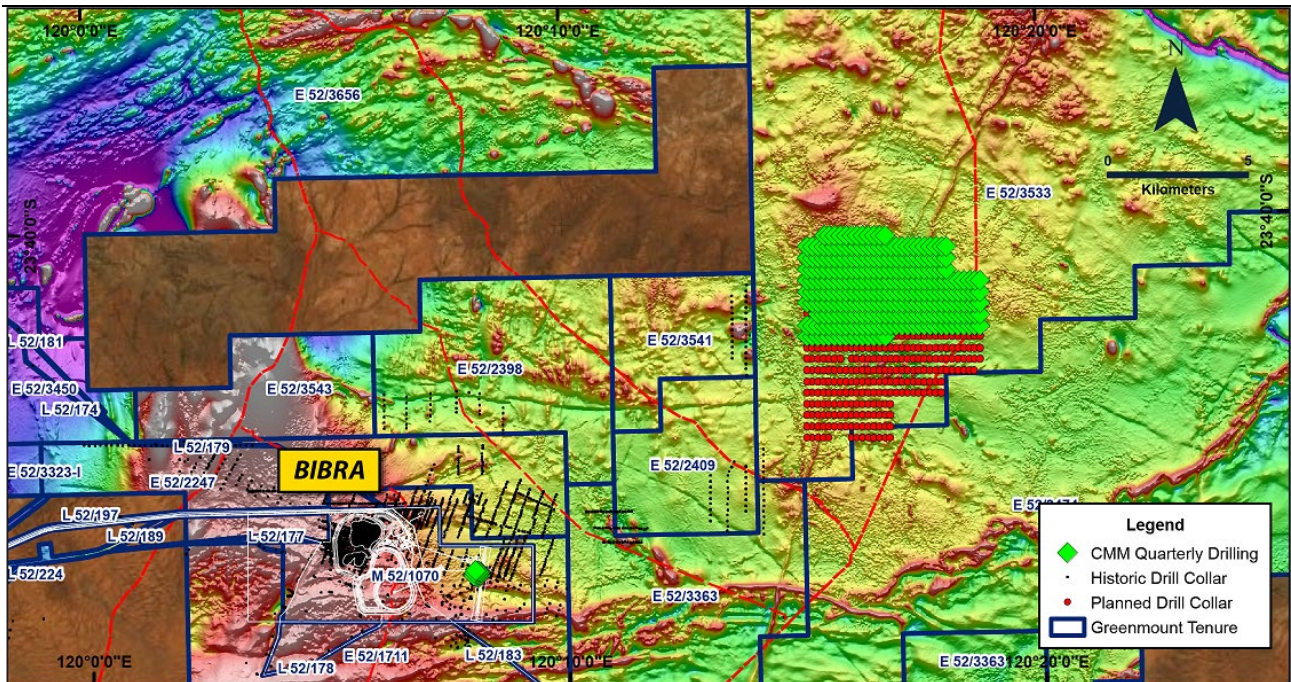 120°0'0"E
120°10'0"E
120°20'0"E
E 52/3656
N
0
5
Kilometers
E 52/3533
23°40'0"S
23°40'0"S
L 52/181
E 52/3541
E 52/2398
E 52/3450
E 52/3543
L 52/174
L 52/179
BIBRA
E 52/3323-I
E 52/2247
E 52/2409
L 52/197
L 52/189
L 52/177
L 52/224
M 52/1070
E 52/3363
Legend
CMM Quarterly Drilling
Historic Drill Collar
Planned Drill Collar
Greenmount Tenure
120°0'0"E
L 52/178
E 52/1711
L 52/183
120°10'0"E
E 52/3363
120°20'0"E